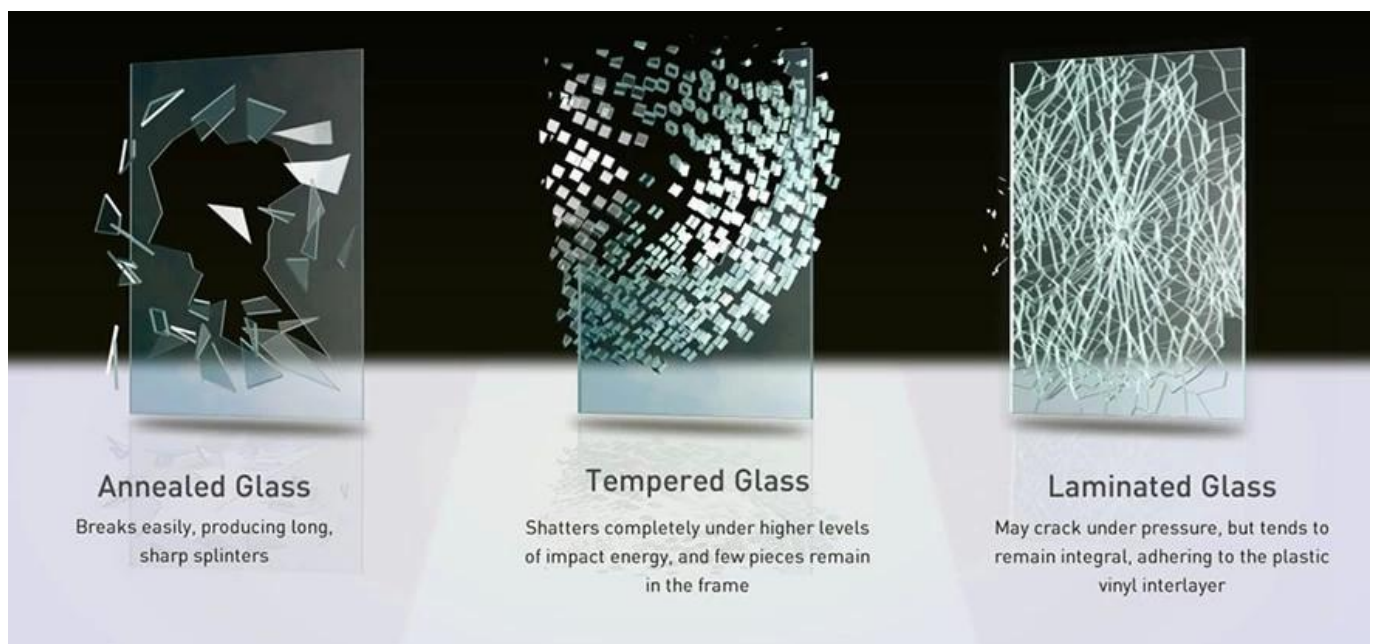 Annealed Glass
Breaks easily, producing long,
sharp splinters
Tempered Glass
Shatters completely under higher levels
of impact energy, and few pieces remain
in the frame
Laminated Glass
May crack under pressure, but tends to
remain integral, adhering to the plastic
vinyl interlayer